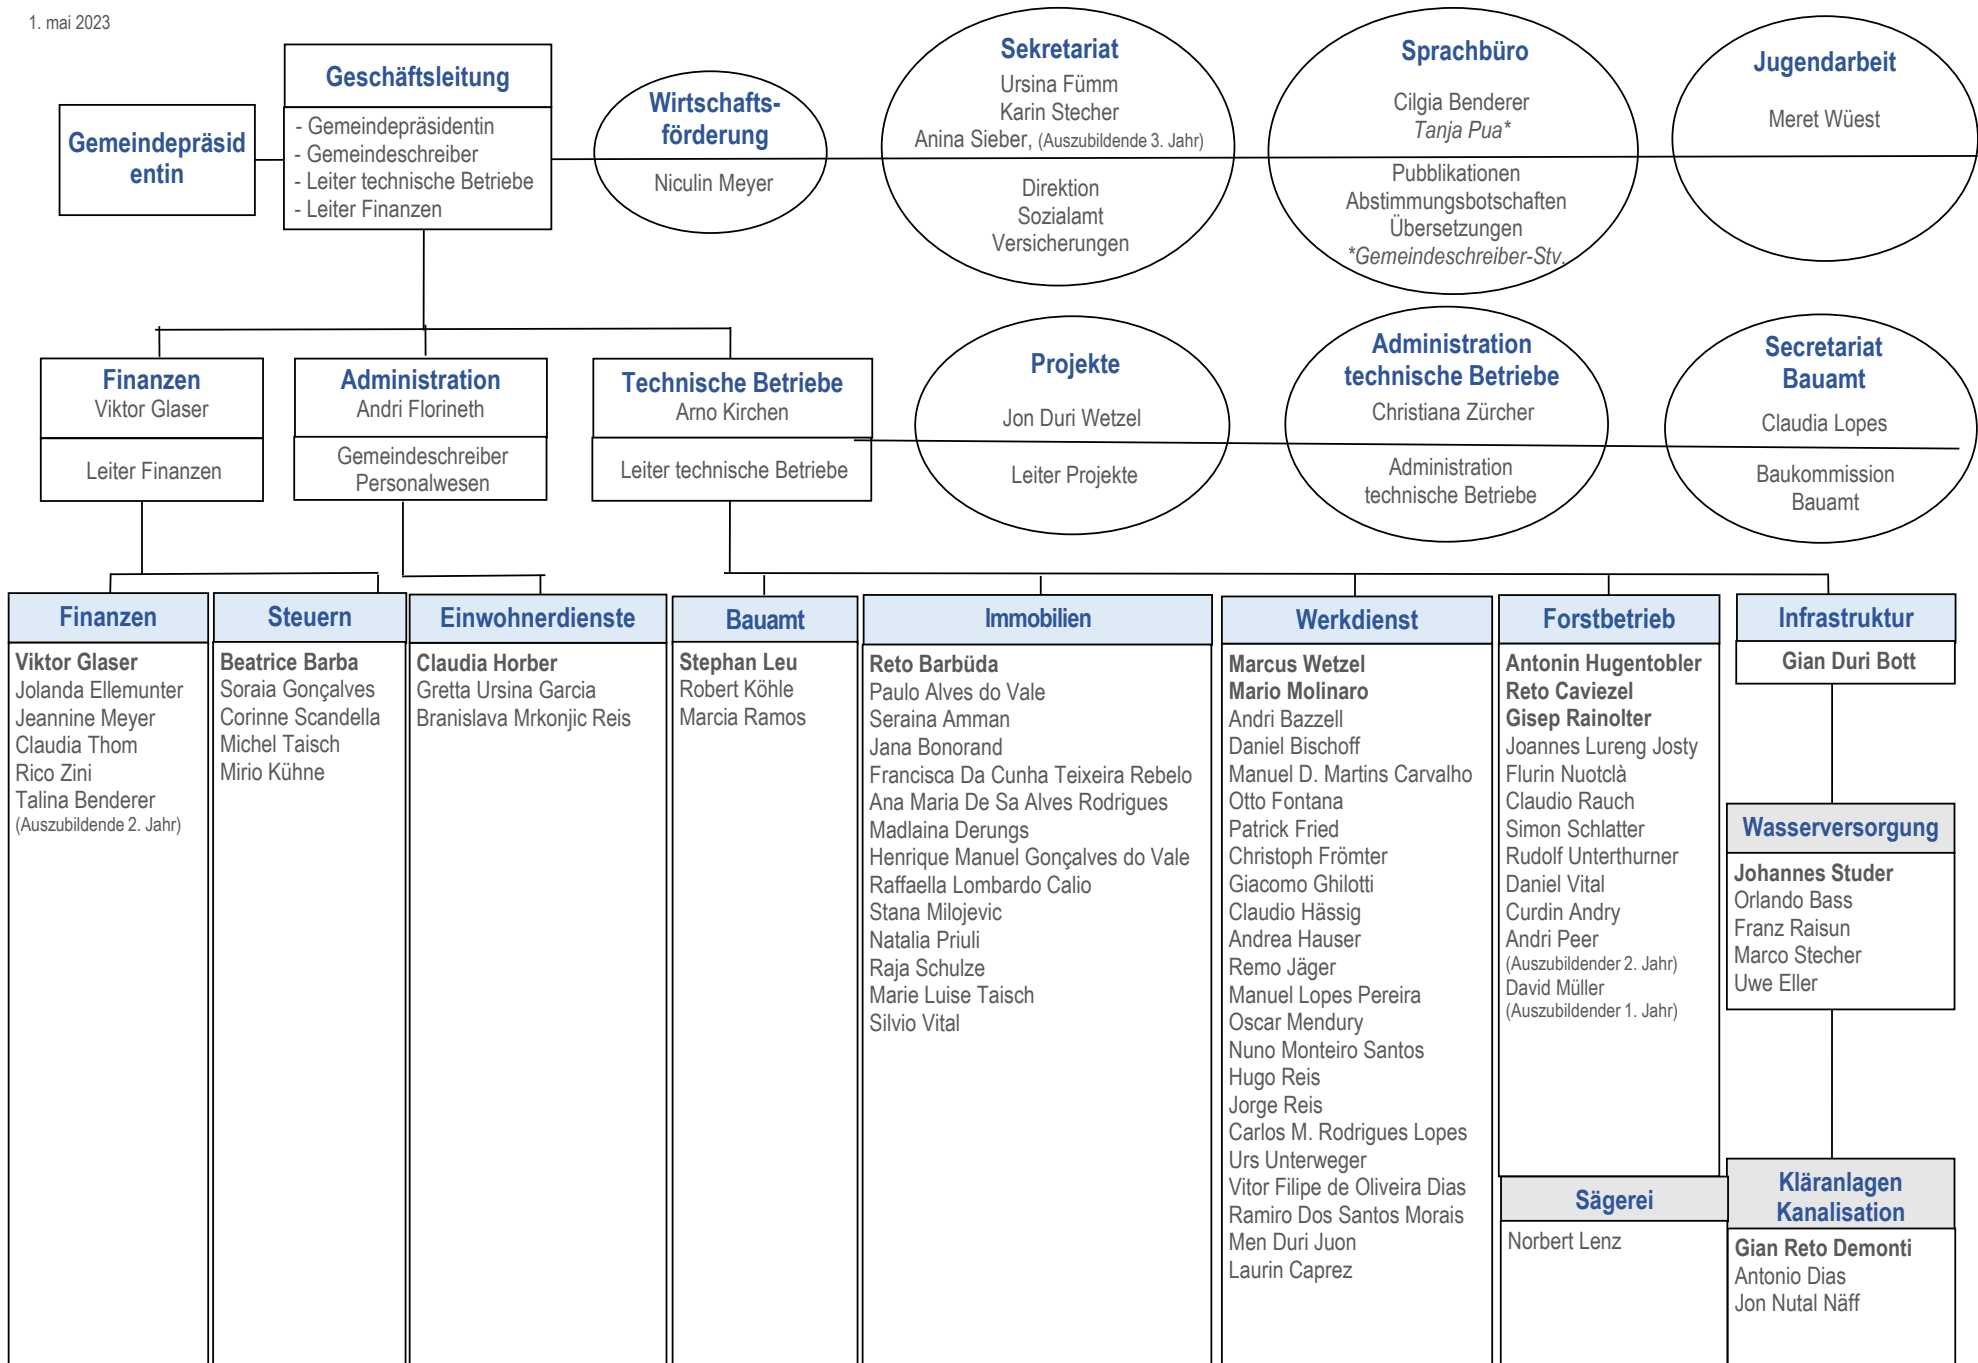 1. mai 2023
Gemeindepräsid
entin
Geschäftsleitung
- Gemeindepräsidentin
- Gemeindeschreiber
- Leiter technische Betriebe
- Leiter Finanzen
Wirtschafts-
förderung
Niculin Meyer
Sekretariat
Ursina Fümm
Karin Stecher
Anina Sieber, (Auszubildende 3. Jahr)
Direktion
Sozialamt
Versicherungen
Sprachbüro
Cilgia Benderer
Tanja Pua*
Pubblikationen
Abstimmungsbotschaften
Übersetzungen
*Gemeindeschreiber-Stv.
Jugendarbeit
Meret Wüest
Finanzen
Viktor Glaser
Leiter Finanzen
Administration
Andri Florineth
Gemeindeschreiber
Personalwesen
Technische Betriebe
Arno Kirchen
Leiter technische Betriebe
Projekte
Jon Duri Wetzel
Leiter Projekte
Administration
technische Betriebe
Christiana Zürcher
Administration
technische Betriebe
Secretariat
Bauamt
Claudia Lopes
Baukommission
Bauamt
Finanzen
Viktor Glaser
Jolanda Ellemunter
Jeannine Meyer
Claudia Thom
Rico Zini
Talina Benderer
(Auszubildende 2. Jahr)
Steuern
Beatrice Barba
Soraia Gonçalves
Corinne Scandella
Michel Taisch
Mirio Kühne
Einwohnerdienste
Claudia Horber
Gretta Ursina Garcia
Branislava Mrkonjic Reis
Bauamt
Stephan Leu
Robert Köhle
Marcia Ramos
Immobilien
Reto Barbüda
Paulo Alves do Vale
Seraina Amman
Jana Bonorand
Francisca Da Cunha Teixeira Rebelo
Ana Maria De Sa Alves Rodrigues
Madlaina Derungs
Henrique Manuel Gonçalves do Vale
Raffaella Lombardo Calio
Stana Milojevic
Natalia Priuli
Raja Schulze
Marie Luise Taisch
Silvio Vital
Werkdienst
Marcus Wetzel
Mario Molinaro
Andri Bazzell
Daniel Bischoff
Manuel D. Martins Carvalho
Otto Fontana
Patrick Fried
Christoph Frömter
Giacomo Ghilotti
Claudio Hässig
Andrea Hauser
Remo Jäger
Manuel Lopes Pereira
Oscar Mendury
Nuno Monteiro Santos
Hugo Reis
Jorge Reis
Carlos M. Rodrigues Lopes
Urs Unterweger
Vitor Filipe de Oliveira Dias
Ramiro Dos Santos Morais
Men Duri Juon
Laurin Caprez
Forstbetrieb
Antonin Hugentobler
Reto Caviezel
Gisep Rainolter
Joannes Lureng Josty
Flurin Nuotclà
Claudio Rauch
Simon Schlatter
Rudolf Unterthurner
Daniel Vital
Curdin Andry
Andri Peer
(Auszubildender 2. Jahr)
David Müller
(Auszubildender 1. Jahr)
Sägerei
Norbert Lenz
Infrastruktur
Gian Duri Bott
Wasserversorgung
Johannes Studer
Orlando Bass
Franz Raisun
Marco Stecher
Uwe Eller
Kläranlagen
Kanalisation
Gian Reto Demonti
Antonio Dias
Jon Nutal Näff